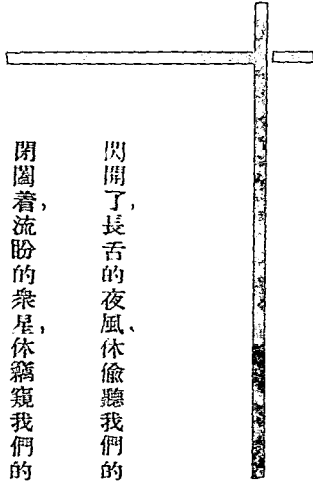 閃開了，長舌的夜風、休偷聽我們的
閉闔着，流盼的衆星，休竊窺我們的